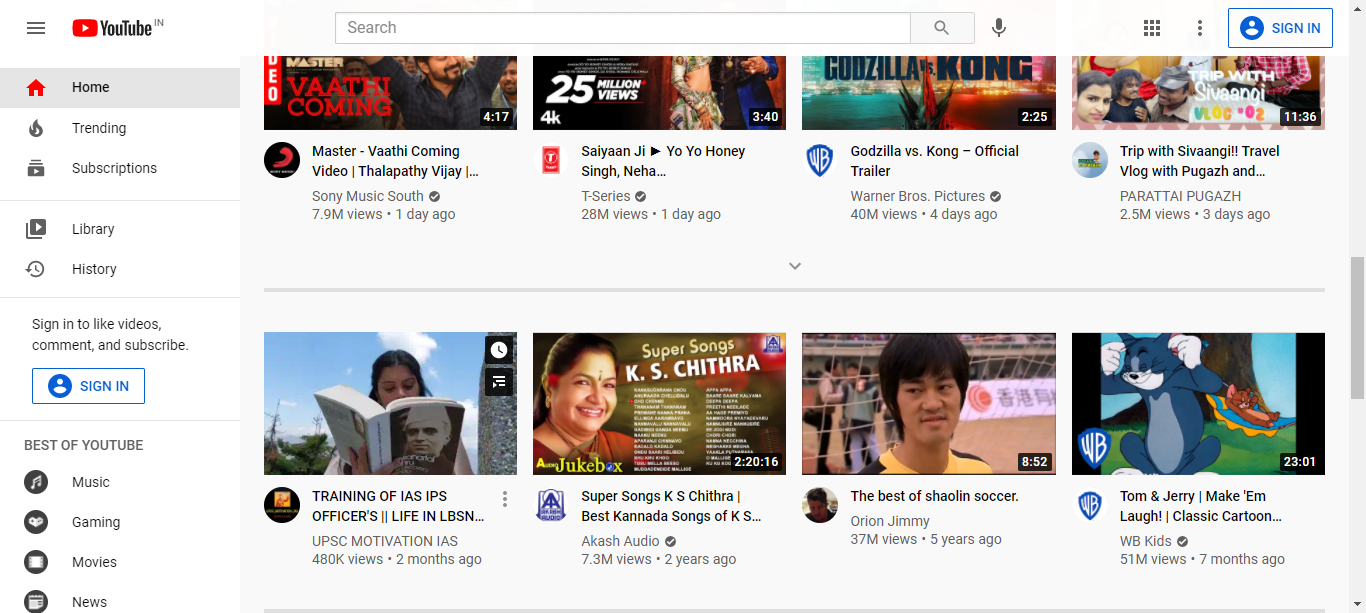 YouTube IN
Search
SIGN IN
Home
Trending
Subscriptions
Library
History
Sign in to like videos,
comment, and subscribe.
SIGN IN
BEST OF YOUTUBE
Music
Gaming
Movies
News
MASTER
VAATHI
COMING
4:17
Master - Vaathi Coming
Video | Thalapathy Vijay |...
Sony Music South
7.9M views • 1 day ago
25 MILLION+
VIEWS
4k
3:40
Saiyaan Ji ► Yo Yo Honey
Singh, Neha...
T-Series
28M views • 1 day ago
GODZILLA VS. KONG
2:25
Godzilla vs. Kong – Official
Trailer
Warner Bros. Pictures
40M views • 4 days ago
TRIP WITH
Sivaangi
VLOG #02
11:36
Trip with Sivaangi!! Travel
Vlog with Pugazh and...
PARATTAI PUGAZH
2.5M views • 3 days ago
TRAINING OF IAS IPS
OFFICER'S || LIFE IN LBSN...
UPSC MOTIVATION IAS
480K views • 2 months ago
Super Songs
K. S. CHITHRA
AUDIO Jukebox
2:20:16
Super Songs K S Chithra |
Best Kannada Songs of K S...
Akash Audio
7.3M views • 2 years ago
8:52
The best of shaolin soccer.
Orion Jimmy
37M views • 5 years ago
WB
23:01
Tom & Jerry | Make 'Em
Laugh! | Classic Cartoon...
WB Kids
51M views • 7 months ago